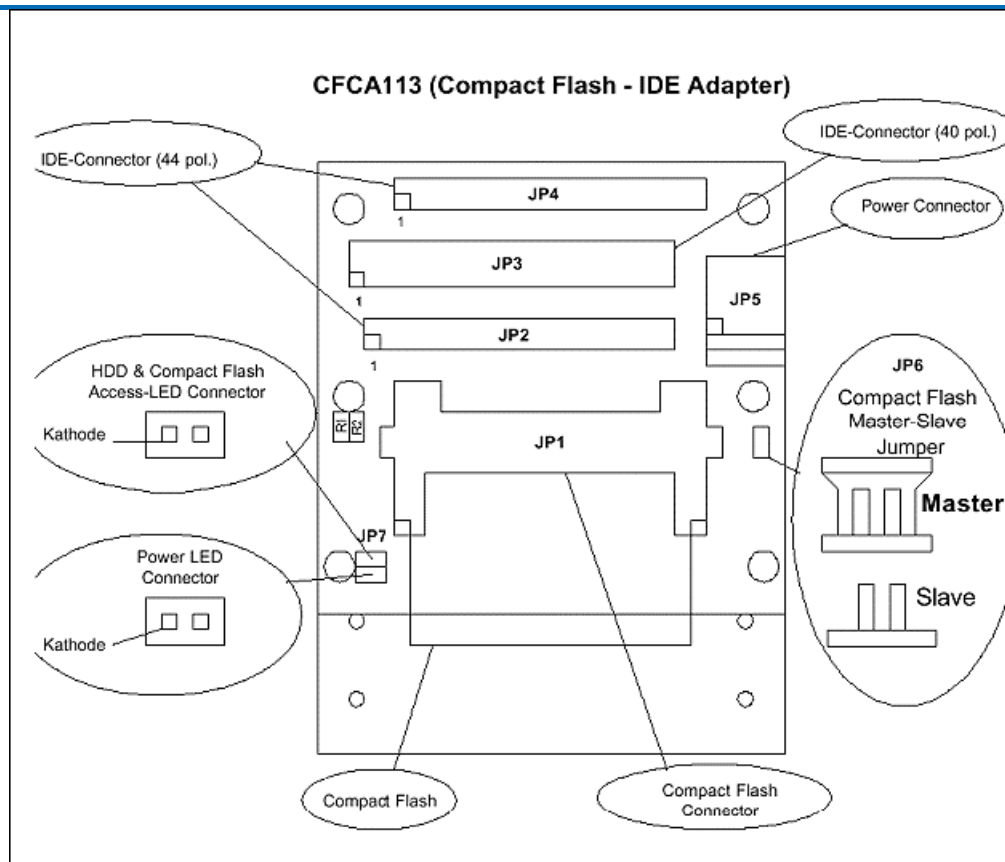 CFCA113 (Compact Flash - IDE Adapter)
IDE-Connector (44 pol.)
IDE-Connector (40 pol.)
Power Connector
JP4
1
JP3
1
JP5
JP2
1
HDD & Compact Flash
Access-LED Connector
Kathode
R1
R2
JP1
JP6
Compact Flash
Master-Slave
Jumper
Master
Slave
JP7
Power LED
Connector
Kathode
Compact Flash
Compact Flash
Connector